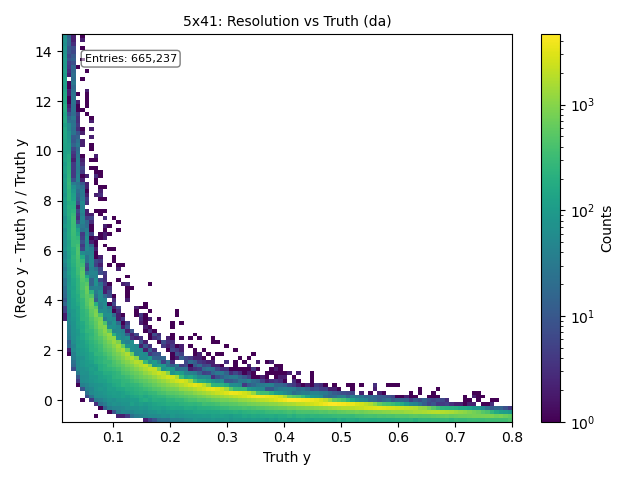 5x41: Resolution vs Truth (da)
Entries: 665,237
(Reco y - Truth y) / Truth y
14
12
10
8
6
4
2
0
0.1 0.2 0.3 0.4 0.5 0.6 0.7 0.8
Truth y
10³
10²
10¹
10⁰
Counts